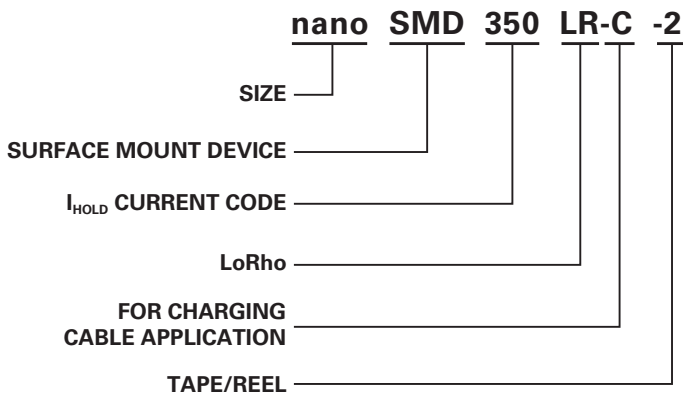 nano SMD 350 LR-C -2
SIZE
SURFACE MOUNT DEVICE
IHOLD CURRENT CODE
LoRho
FOR CHARGING
CABLE APPLICATION
TAPE/REEL